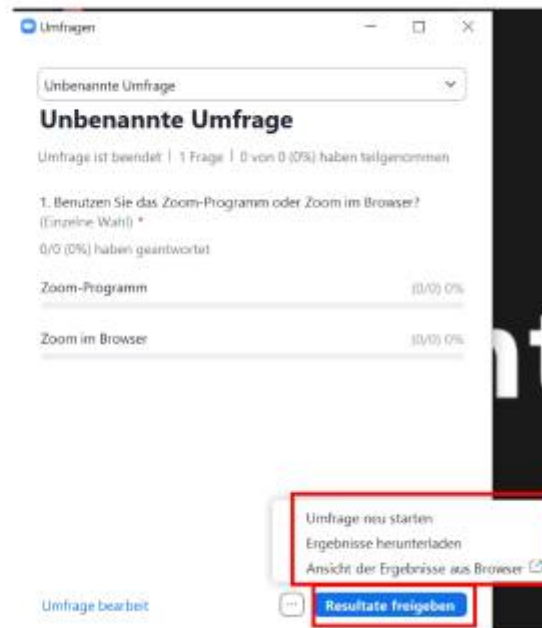 Umfragen
Unbenannte Umfrage
Unbenannte Umfrage
Umfrage ist beendet | 1 Frage | 0 von 0 (0%) haben teilgenommen
1. Benutzen Sie das Zoom-Programm oder Zoom im Browser?
(Einzelne Wahl) *
0/0 (0%) haben geantwortet
Zoom-Programm (0/0) 0%
Zoom im Browser (0/0) 0%
nt
Umfrage neu starten
Ergebnisse herunterladen
Ansicht der Ergebnisse aus Browser
Umfrage bearbeit ... Resultate freigeben